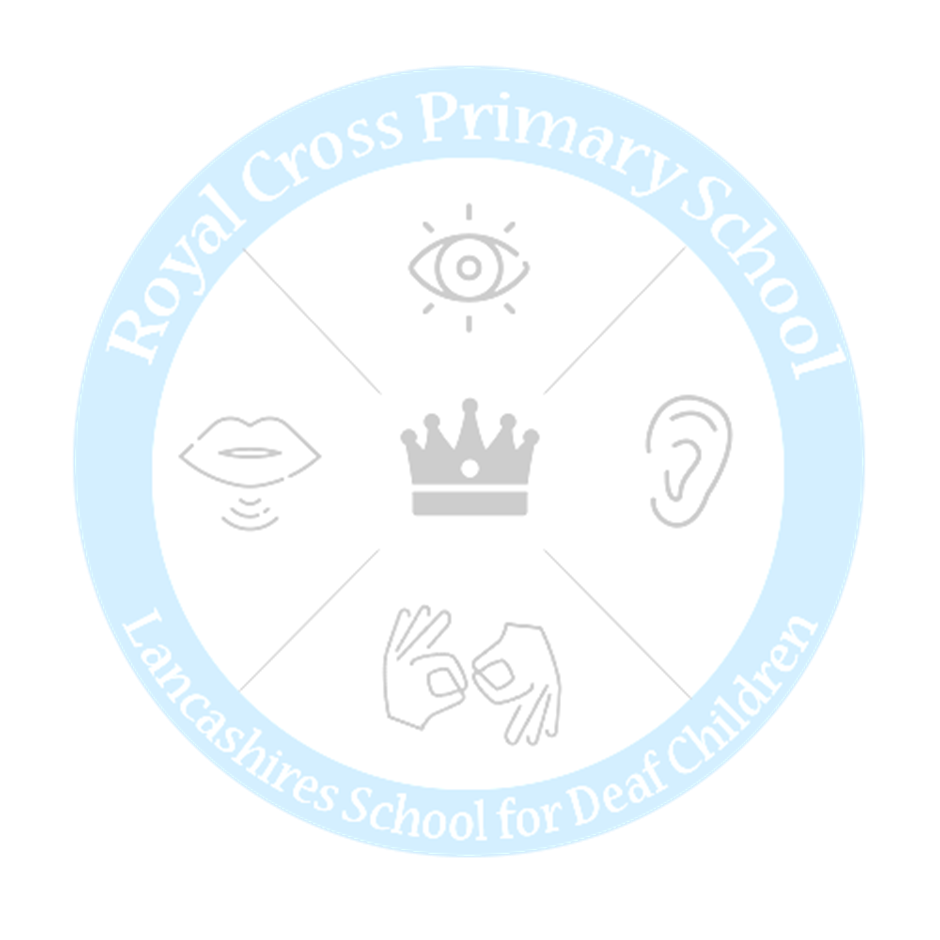 Royal Cross Primary School
Lancashires School for Deaf Children